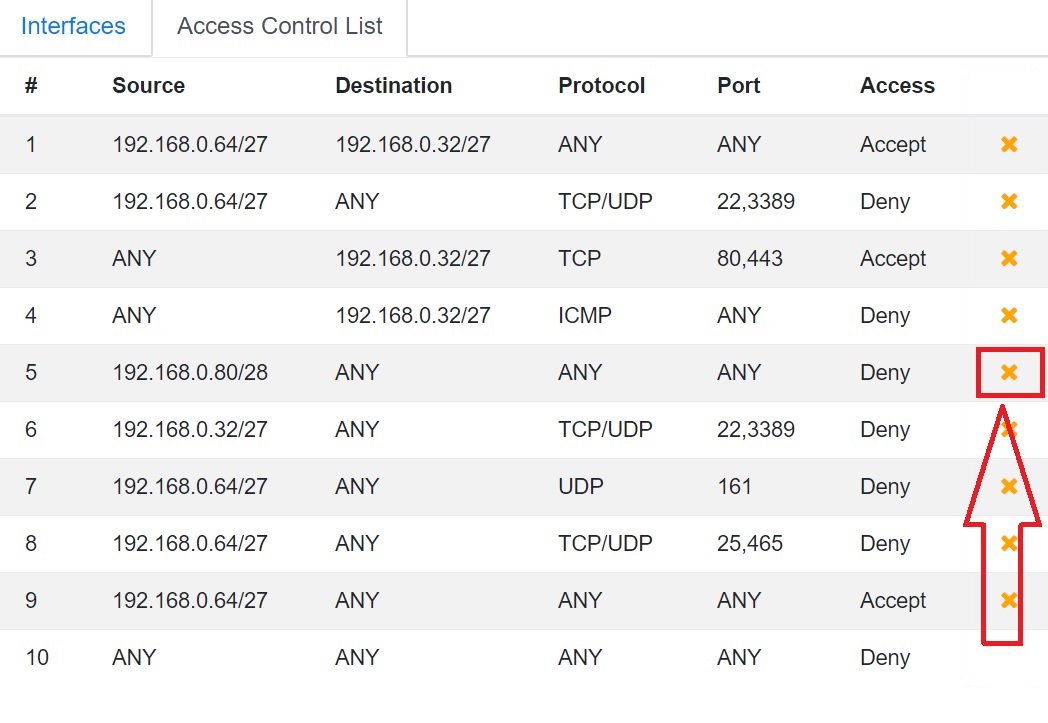 Interfaces Access Control List
# Source Destination Protocol Port Access
1 192.168.0.64/27 192.168.0.32/27 ANY ANY Accept
2 192.168.0.64/27 ANY TCP/UDP 22,3389 Deny
3 ANY 192.168.0.32/27 TCP 80,443 Accept
4 ANY 192.168.0.32/27 ICMP ANY Deny
5 192.168.0.80/28 ANY ANY ANY Deny
6 192.168.0.32/27 ANY TCP/UDP 22,3389 Deny
7 192.168.0.64/27 ANY UDP 161 Deny
8 192.168.0.64/27 ANY TCP/UDP 25,465 Deny
9 192.168.0.64/27 ANY ANY ANY Accept
10 ANY ANY ANY ANY Deny